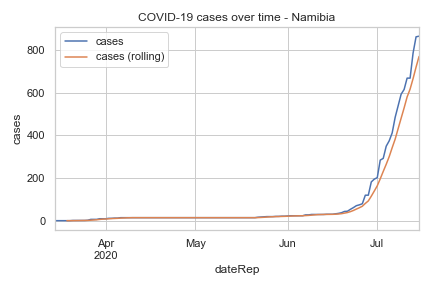 COVID-19 cases over time - Namibia
cases
cases (rolling)
cases
800
600
400
200
0
Apr
2020
May
Jun
Jul
dateRep